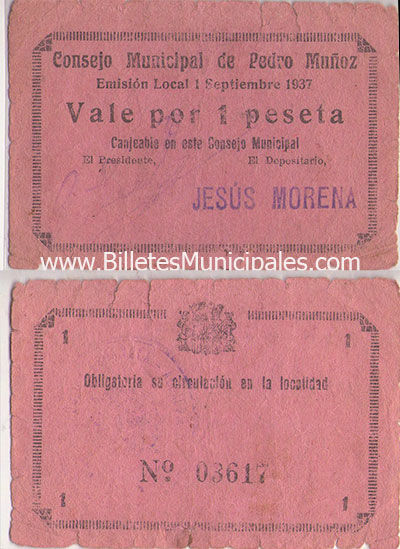 Consejo Municipal de Pedro Muñoz
Emisión Local 1 Septiembre 1937
Vale por 1 peseta
Canjeable en este Consejo Municipal
El Presidente, El Depositario,
JESÚS MORENA
www.BilletesMunicipales.com
1 1
Obligatoria su circulación en la localidad
Nº 03617
1 1